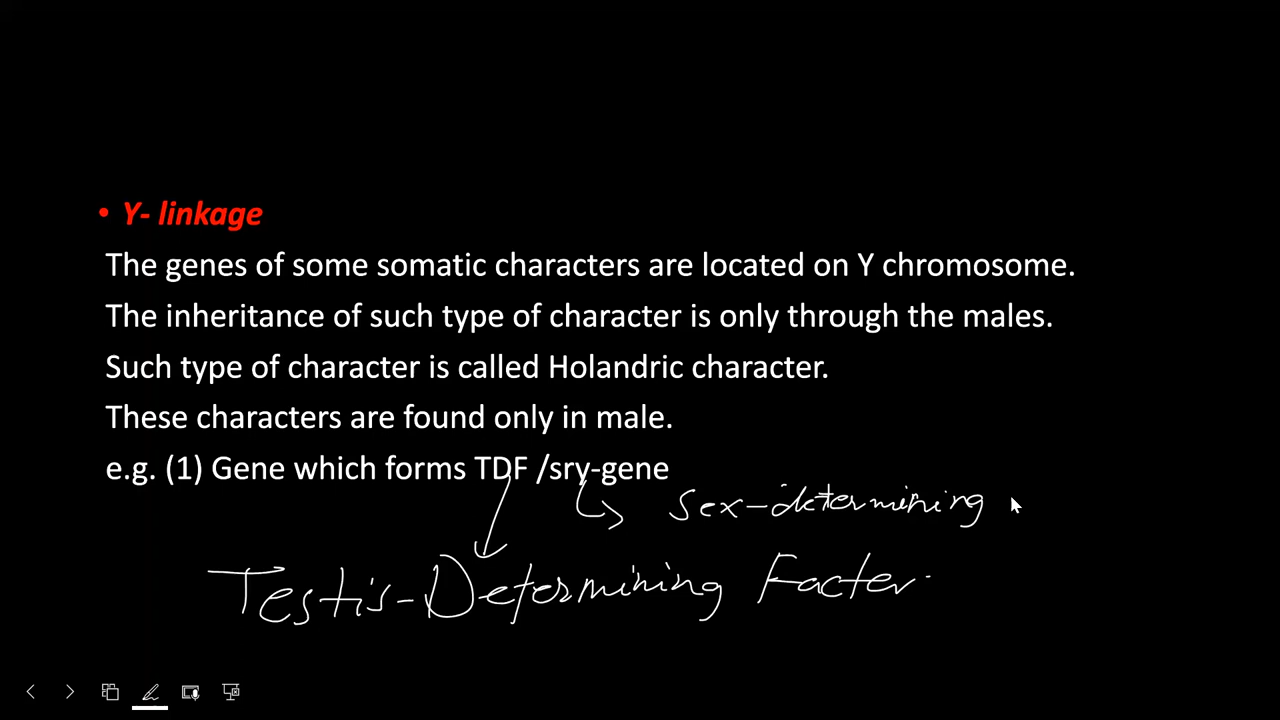 • Y- linkage
The genes of some somatic characters are located on Y chromosome.
The inheritance of such type of character is only through the males.
Such type of character is called Holandric character.
These characters are found only in male.
e.g. (1) Gene which forms TDF /sry-gene
sex-determining
Testis-Determining Facter.